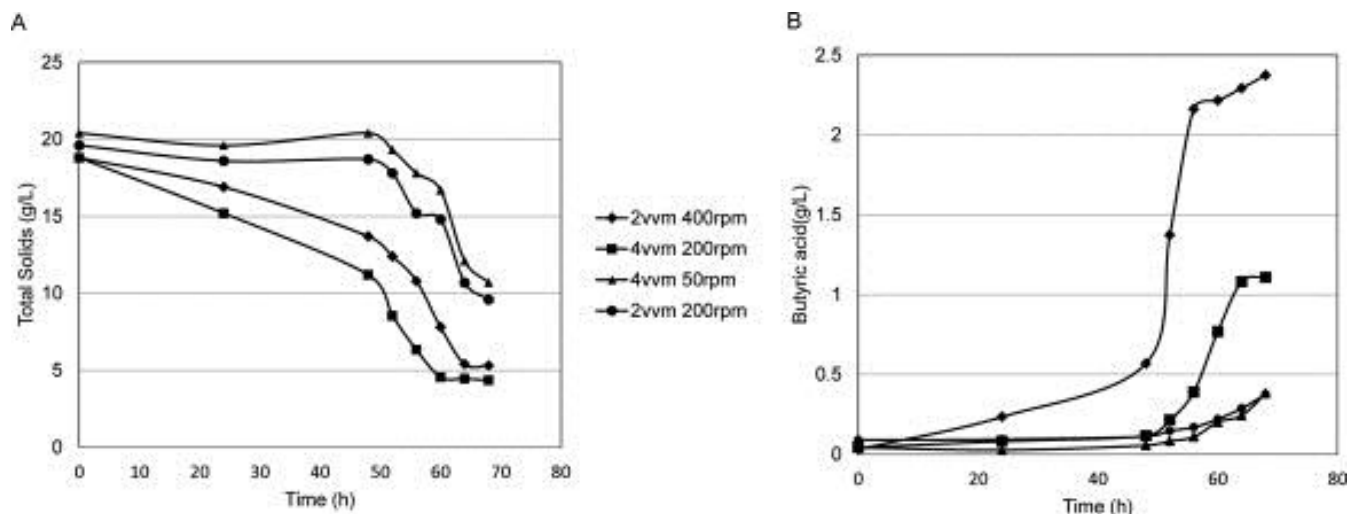 A
25
20
15
10
5
0
Total Solids (g/L)
0 10 20 30 40 50 60 70 80
Time (h)
2vvm 400rpm
4vvm 200rpm
4vvm 50rpm
2vvm 200rpm
B
2.5
2
1.5
1
0.5
0
Butyric acid(g/L)
0 20 40 60 80
Time (h)